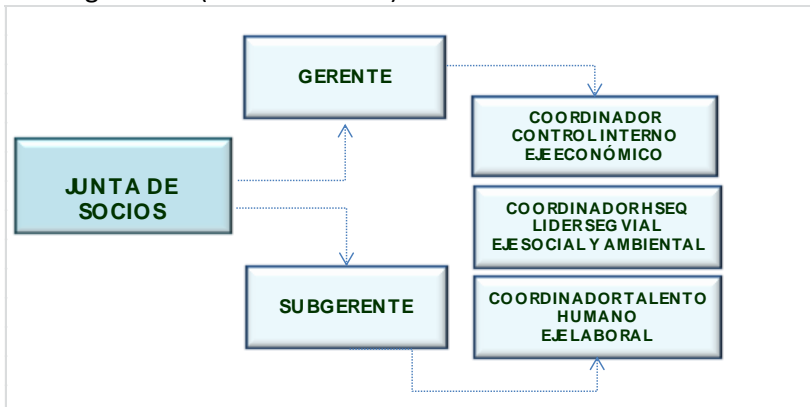 GERENTE
COORDINADOR
CONTROL INTERNO
EJE ECONÓMICO
JUNTA DE
SOCIOS
COORDINADOR HSEQ
LIDER SEG VIAL
EJE SOCIAL Y AMBIENTAL
SUBGERENTE
COORDINADOR TALENTO
HUMANO
EJE LABORAL